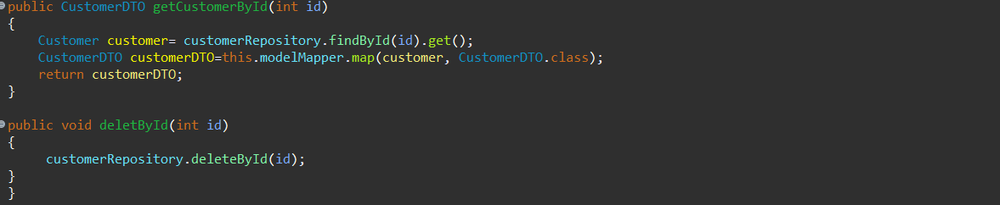 public CustomerDTO getCustomerById(int id)
{
Customer customer= customerRepository.findById(id).get();
CustomerDTO customerDTO=this.modelMapper.map(customer, CustomerDTO.class);
return customerDTO;
}
public void deletById(int id)
{
customerRepository.deleteById(id);
}
}